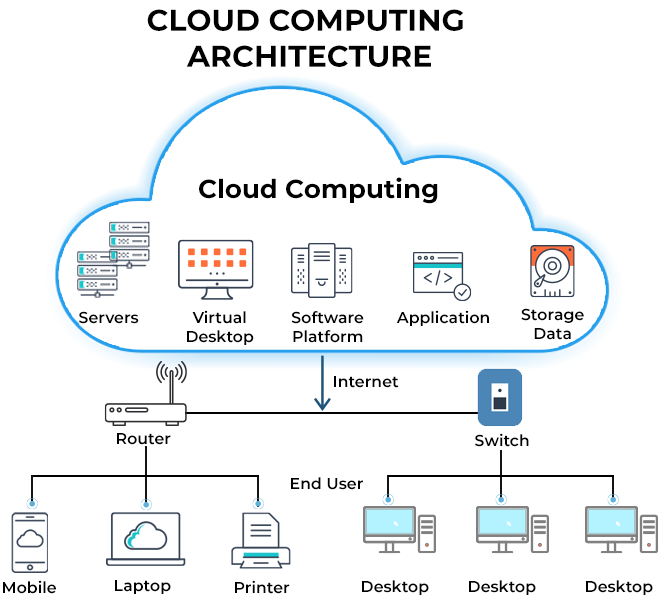 CLOUD COMPUTING
ARCHITECTURE
Cloud Computing
Servers
Virtual
Desktop
Software
Platform
Application
Storage
Data
Internet
Router
Switch
End User
Mobile
Laptop
Printer
Desktop
Desktop
Desktop